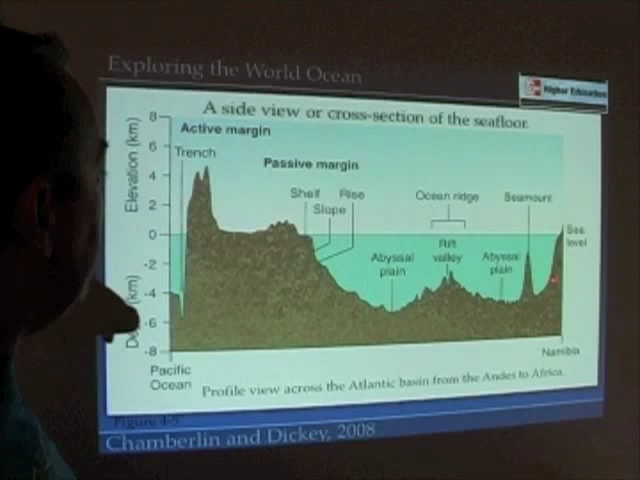 Exploring the World Ocean
Higher Education
A side view or cross-section of the seafloor.
Active margin
Trench
Passive margin
Shelf
Rise
Slope
Ocean ridge
Seamount
Rift
valley
Abyssal
plain
Abyssal
plain
Sea
level
Elevation (km)
8
6
4
2
0
-2
-4
-6
-8
(km)
Pacific
Ocean
Namibia
Profile view across the Atlantic basin from the Andes to Africa.
Figure 4-5
Chamberlin and Dickey, 2008